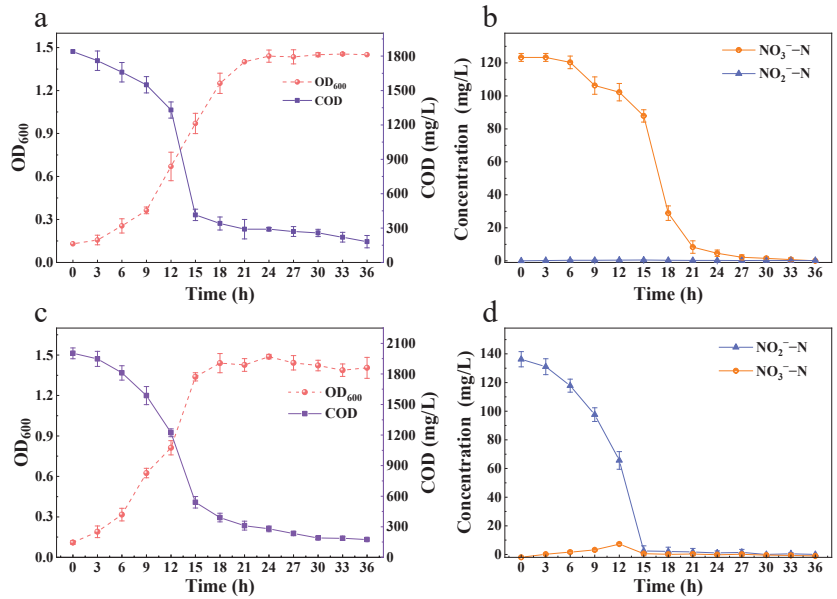 a
1.5
1.2
0.9
0.6
0.3
0.0
OD600
1800
1500
1200
900
600
300
0
COD (mg/L)
OD600
COD
0 3 6 9 12 15 18 21 24 27 30 33 36
Time (h)
b
120
100
80
60
40
20
0
Concentration (mg/L)
NO3⁻−N
NO2⁻−N
0 3 6 9 12 15 18 21 24 27 30 33 36
Time (h)
c
1.5
1.2
0.9
0.6
0.3
0.0
OD600
2100
1800
1500
1200
900
600
300
0
COD (mg/L)
OD600
COD
0 3 6 9 12 15 18 21 24 27 30 33 36
Time (h)
d
140
120
100
80
60
40
20
0
Concentration (mg/L)
NO2⁻−N
NO3⁻−N
0 3 6 9 12 15 18 21 24 27 30 33 36
Time (h)